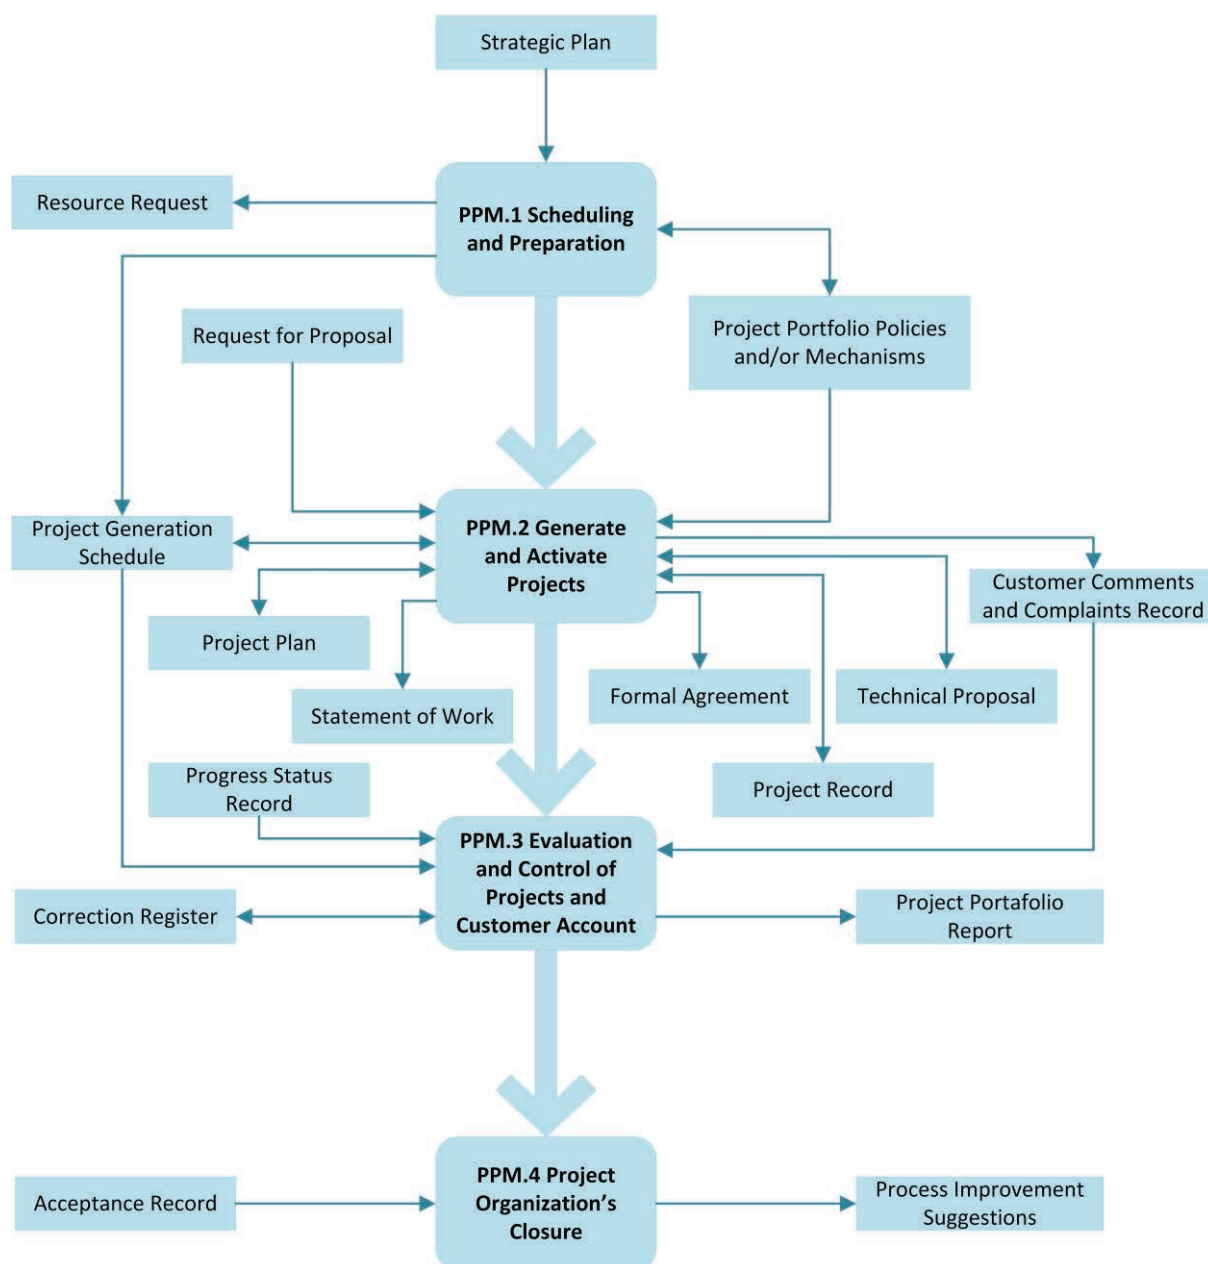 Strategic Plan
Resource Request
PPM.1 Scheduling
and Preparation
Request for Proposal
Project Portfolio Policies
and/or Mechanisms
Project Generation
Schedule
PPM.2 Generate
and Activate
Projects
Customer Comments
and Complaints Record
Project Plan
Statement of Work
Formal Agreement
Technical Proposal
Project Record
Progress Status
Record
PPM.3 Evaluation
and Control of
Projects and
Customer Account
Correction Register
Project Portafolio
Report
Acceptance Record
PPM.4 Project
Organization’s
Closure
Process Improvement
Suggestions